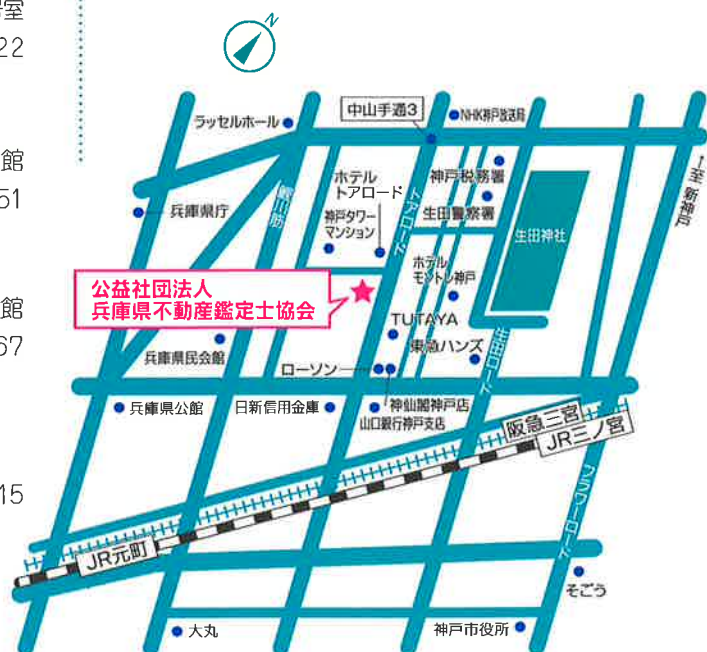 室
22
館
51
館
67
15
N
ラッセルホール
中山手通3
NHK神戸放送局
神戸税務署
生田警察署
生田神社
←至 新神戸
兵庫県庁
ホテル
トアロード
神戸タワー
マンション
トアロード
ホテル
モントレ神戸
公益社団法人
兵庫県不動産鑑定士協会
TUTAYA
東急ハンズ
生田ロード
兵庫県民会館
ローソン
兵庫県公館
日新信用金庫
神仙閣神戸店
山口銀行神戸支店
阪急三宮
JR三ノ宮
フラワーロード
JR元町
そごう
大丸
神戸市役所